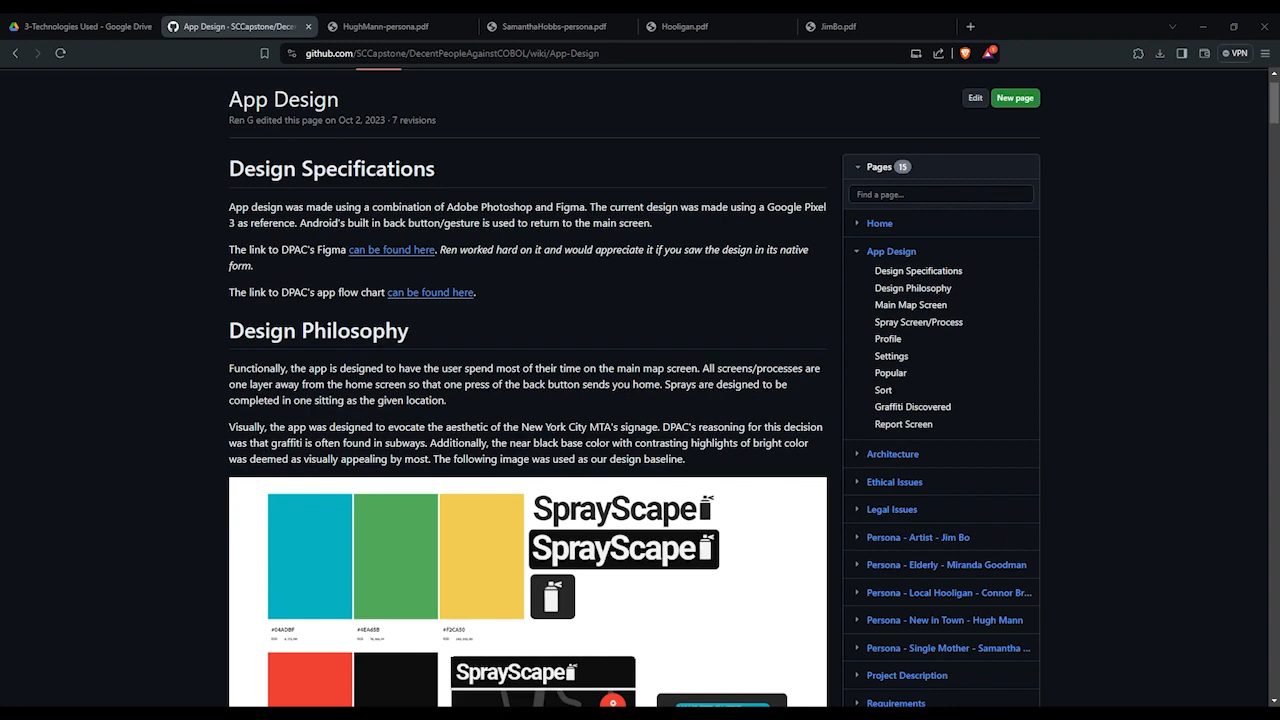 3-Technologies Used - Google Drive
App Design · SCCapstone/Dece
HughMann-persona.pdf
SamanthaHobbs-persona.pdf
Hooligan.pdf
JimBo.pdf
github.com/SCCapstone/DecentPeopleAgainstCOBOL/wiki/App-Design
VPN
App Design
Edit
New page
Ren G edited this page on Oct 2, 2023 · 7 revisions
Design Specifications
App design was made using a combination of Adobe Photoshop and Figma. The current design was made using a Google Pixel
3 as reference. Android's built in back button/gesture is used to return to the main screen.
The link to DPAC's Figma can be found here. Ren worked hard on it and would appreciate it if you saw the design in its native
form.
The link to DPAC's app flow chart can be found here.
Design Philosophy
Functionally, the app is designed to have the user spend most of their time on the main map screen. All screens/processes are
one layer away from the home screen so that one press of the back button sends you home. Sprays are designed to be
completed in one sitting as the given location.
Visually, the app was designed to evocate the aesthetic of the New York City MTA's signage. DPAC's reasoning for this decision
was that graffiti is often found in subways. Additionally, the near black base color with contrasting highlights of bright color
was deemed as visually appealing by most. The following image was used as our design baseline.
SprayScape
SprayScape
#04ADBF
#4EA65B
#F2CA50
SprayScape
Pages 15
Find a page...
Home
App Design
Design Specifications
Design Philosophy
Main Map Screen
Spray Screen/Process
Profile
Settings
Popular
Sort
Graffiti Discovered
Report Screen
Architecture
Ethical Issues
Legal Issues
Persona - Artist - Jim Bo
Persona - Elderly - Miranda Goodman
Persona - Local Hooligan - Connor Br...
Persona - New in Town - Hugh Mann
Persona - Single Mother - Samantha ...
Project Description
Requirements